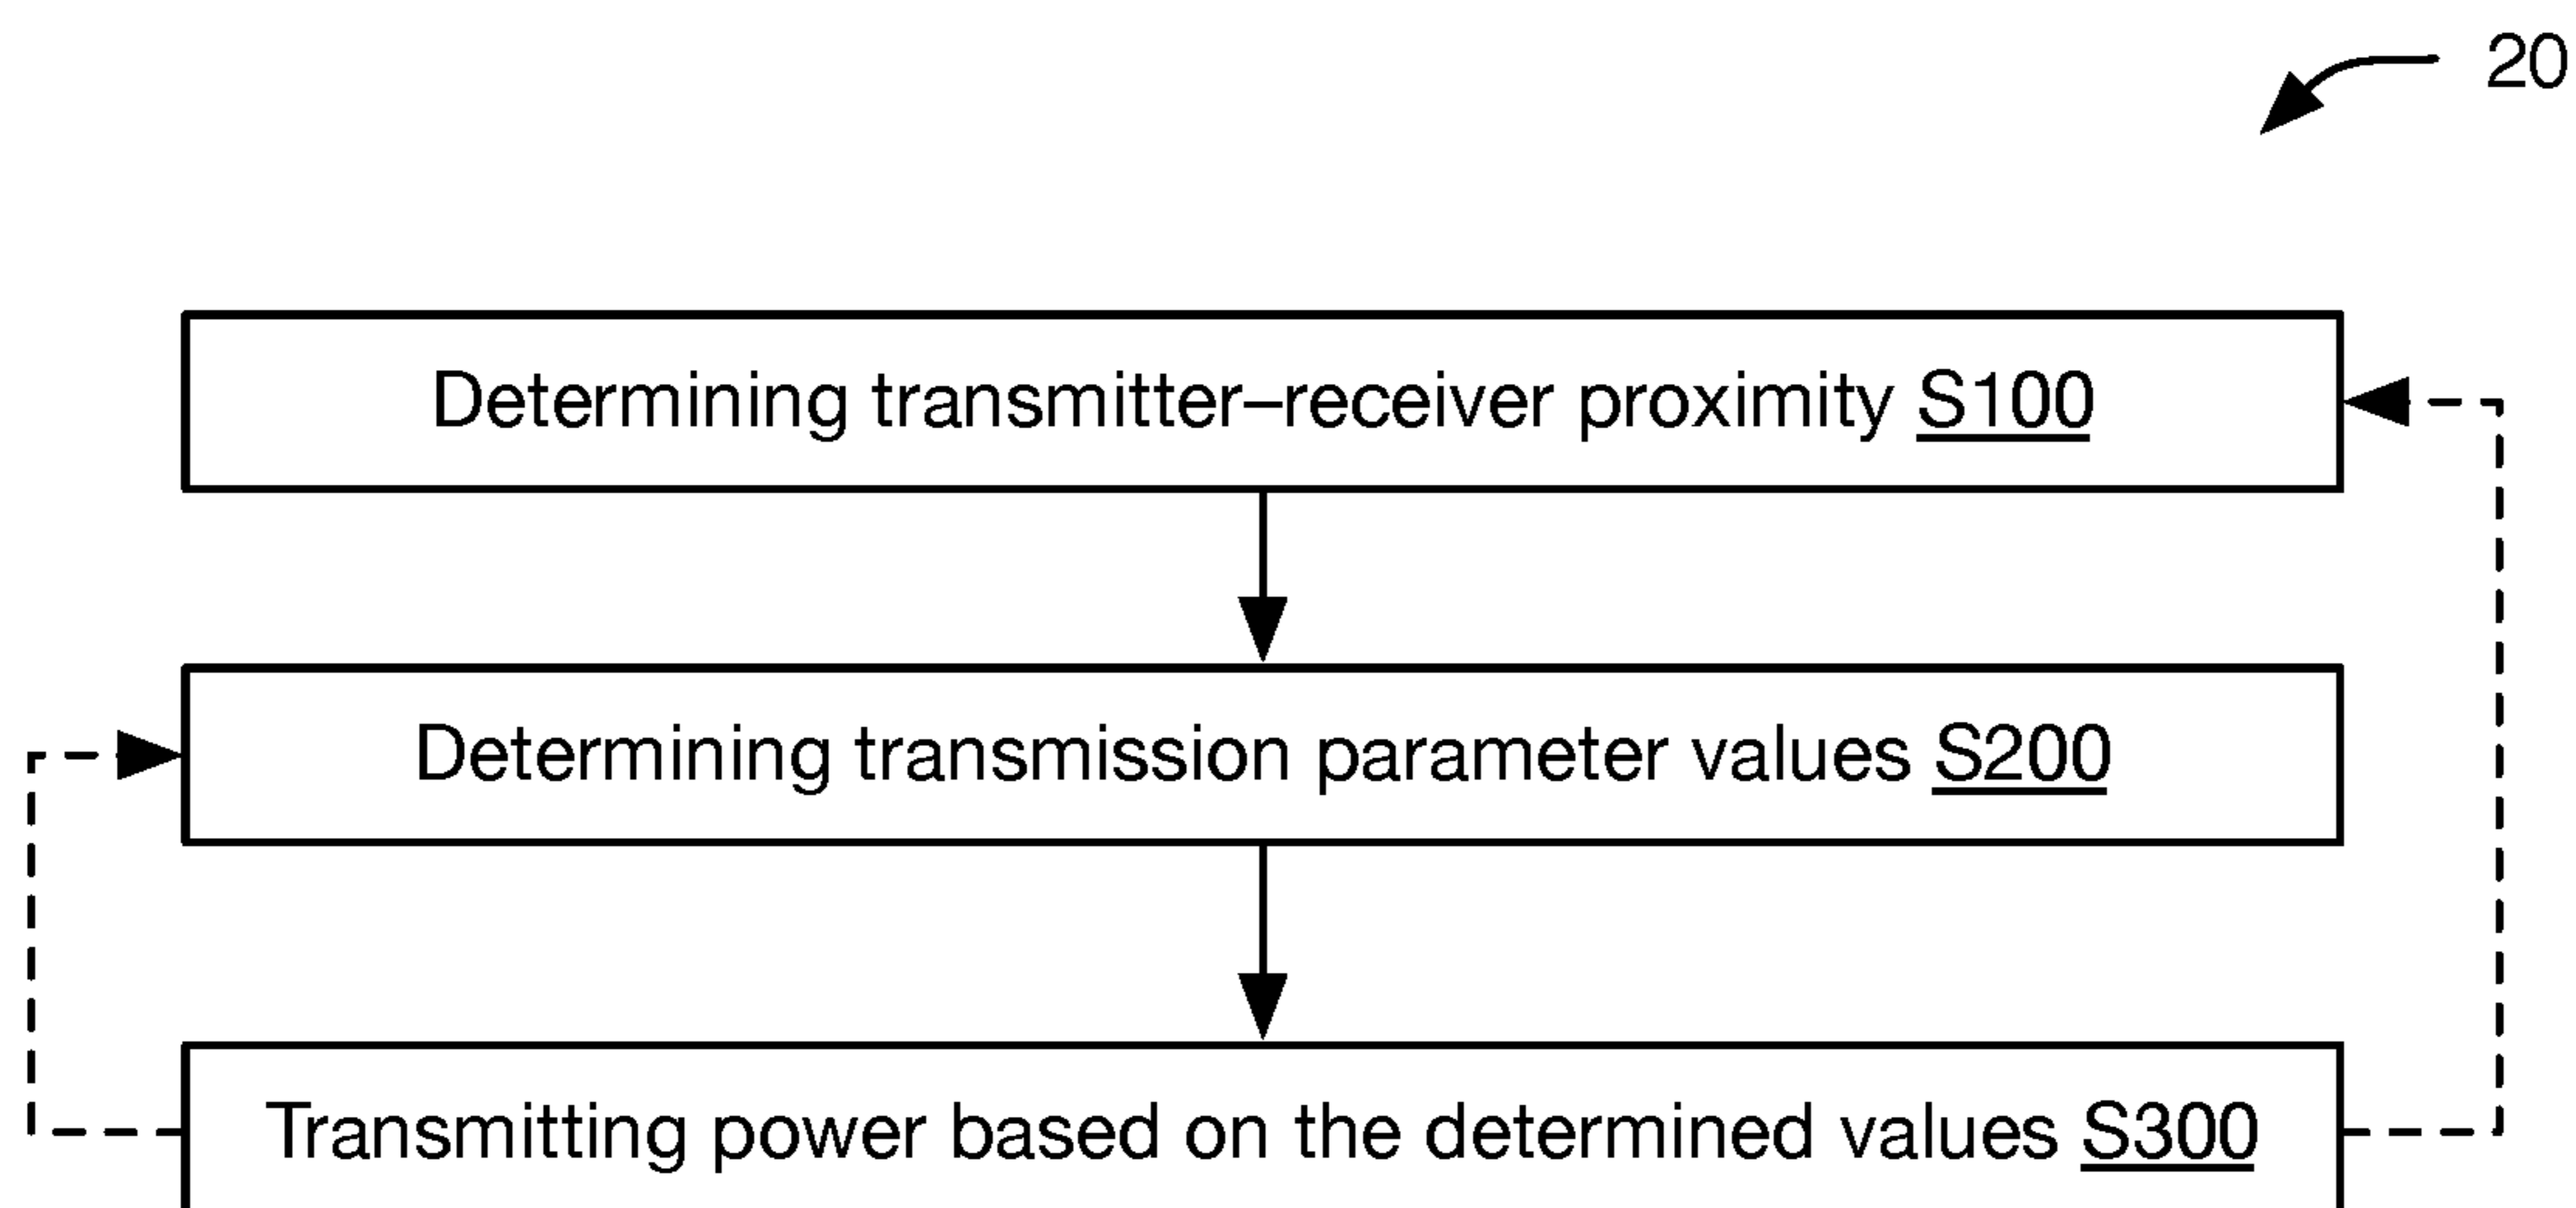 20
Determining transmitter–receiver proximity S100
Determining transmission parameter values S200
Transmitting power based on the determined values S300